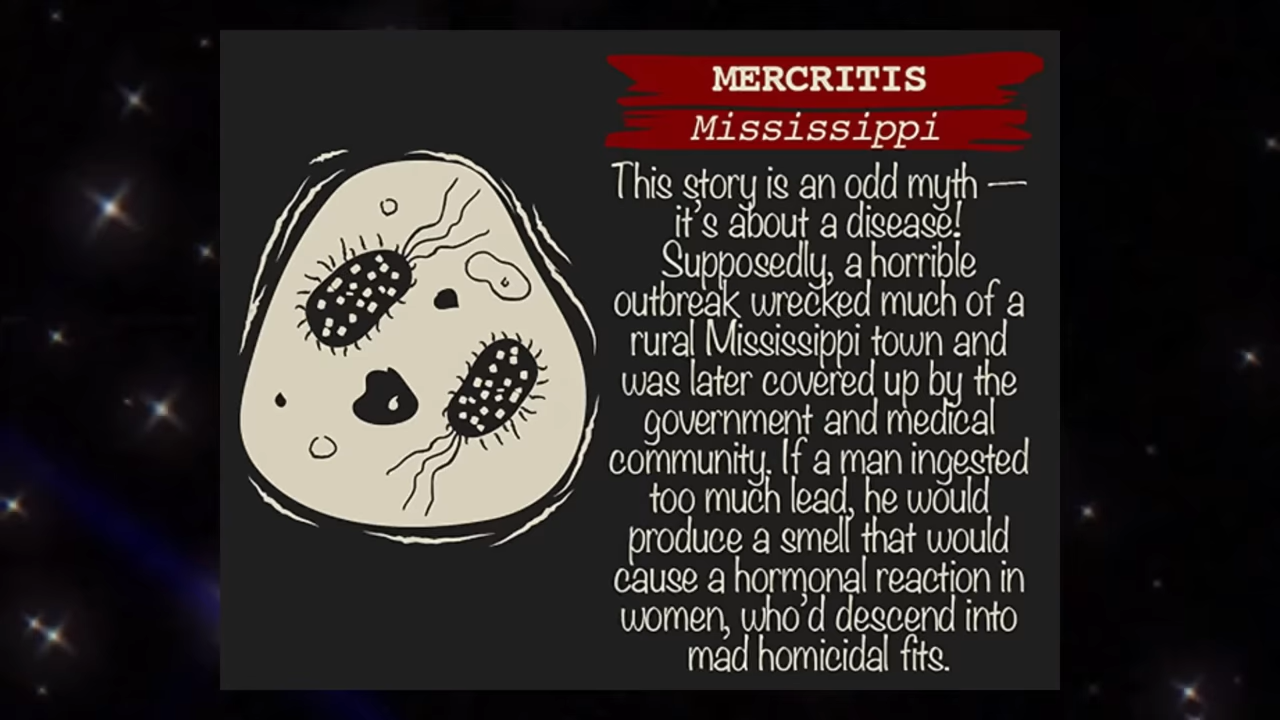 MERCRITIS
Mississippi
This story is an odd myth —
it's about a disease!
Supposedly, a horrible
outbreak wrecked much of a
rural Mississippi town and
was later covered up by the
government and medical
community. If a man ingested
too much lead, he would
produce a smell that would
cause a hormonal reaction in
women, who'd descend into
mad homicidal fits.